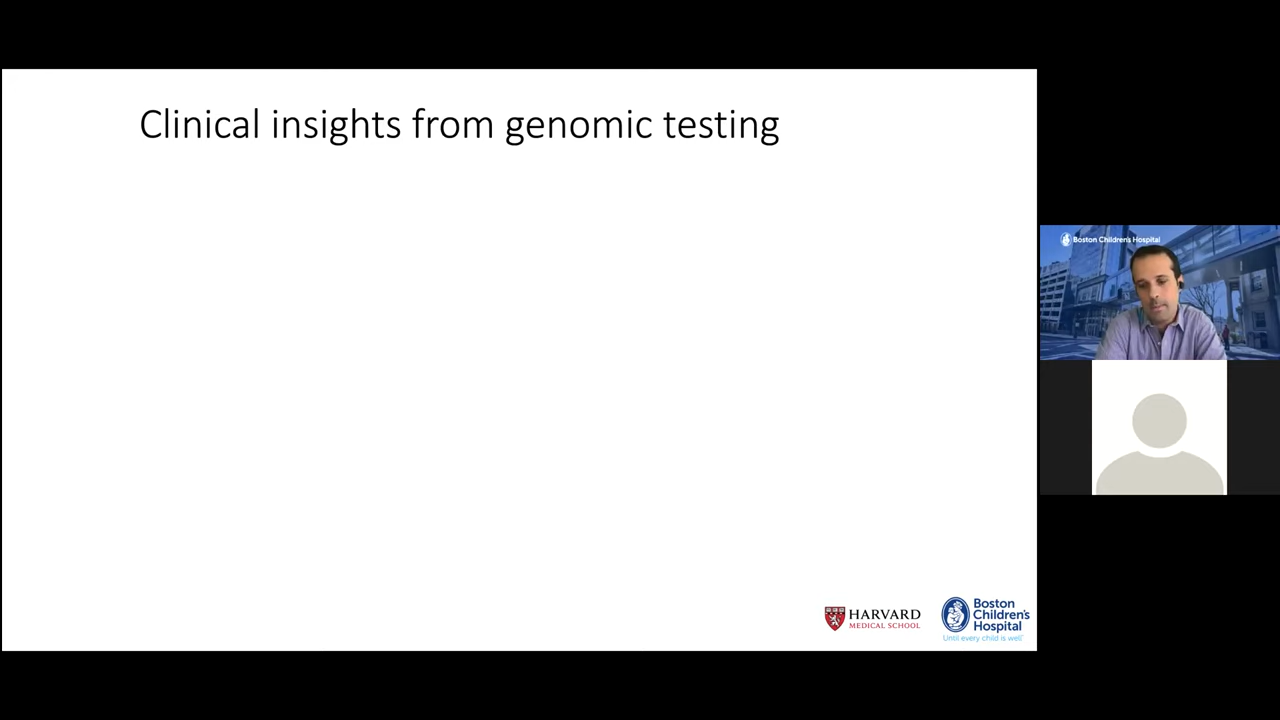 Clinical insights from genomic testing
Boston Children's Hospital
HARVARD
MEDICAL SCHOOL
Boston
Children's
Hospital
Until every child is well